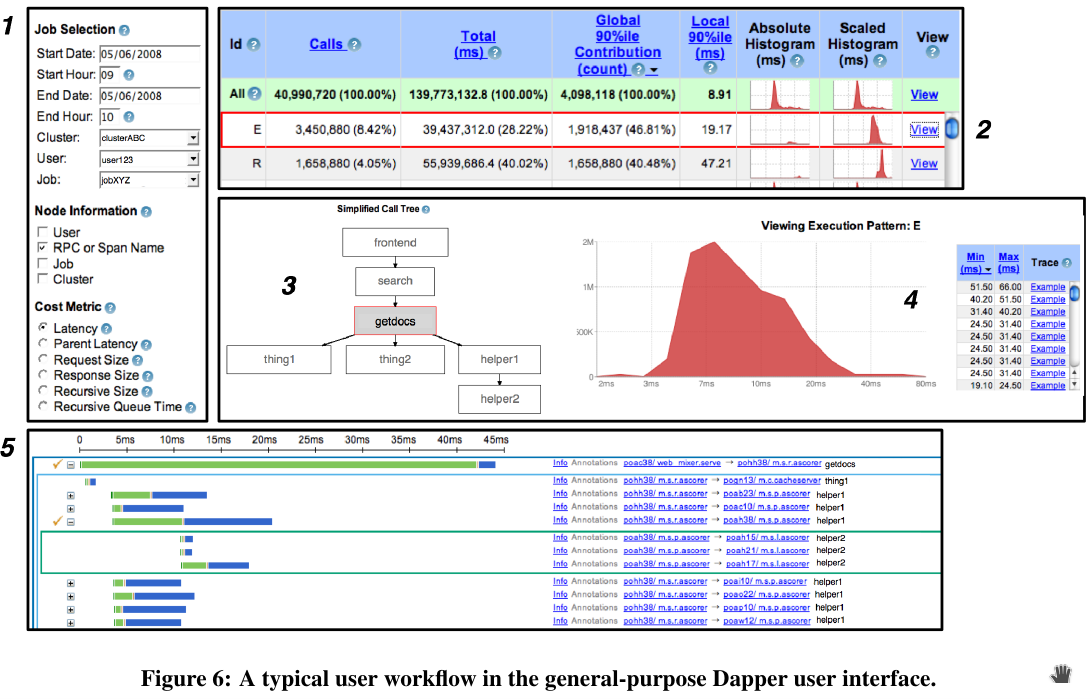 1
Job Selection ?
Start Date: 05/06/2008
Start Hour: 09 ?
End Date: 05/06/2008
End Hour: 10 ?
Cluster: clusterABC
User: user123
Job: jobXYZ
Node Information ?
User
RPC or Span Name
Job
Cluster
Cost Metric ?
Latency ?
Parent Latency ?
Request Size ?
Response Size ?
Recursive Size ?
Recursive Queue Time ?
2
Id ? Calls ? Total (ms) ? Global 90%ile Contribution (count) ? Local 90%ile (ms) ? Absolute Histogram (ms) ? Scaled Histogram (ms) ? View ?
All ? 40,990,720 (100.00%) 139,773,132.8 (100.00%) 4,098,118 (100.00%) 8.91 View
E 3,450,880 (8.42%) 39,437,312.0 (28.22%) 1,918,437 (46.81%) 19.17 View
R 1,658,880 (4.05%) 55,939,686.4 (40.02%) 1,658,880 (40.48%) 47.21 View
3
Simplified Call Tree ?
frontend
search
getdocs
thing1 thing2 helper1
helper2
4
Viewing Execution Pattern: E
2M
1M
500K
0
2ms 3ms 7ms 10ms 20ms 40ms 80ms
Min (ms) Max (ms) Trace ?
51.50 66.00 Example
40.20 51.50 Example
31.40 40.20 Example
24.50 31.40 Example
24.50 31.40 Example
24.50 31.40 Example
24.50 31.40 Example
24.50 31.40 Example
19.10 24.50 Example
5
0 5ms 10ms 15ms 20ms 25ms 30ms 35ms 40ms 45ms
Info Annotations poac38/ web_mixer.serve → pohh38/ m.s.r.ascorer getdocs
Info Annotations pohh38/ m.s.r.ascorer → poqn13/ m.c.cacheserver thing1
Info Annotations pohh38/ m.s.r.ascorer → poab23/ m.s.p.ascorer helper1
Info Annotations pohh38/ m.s.r.ascorer → poac10/ m.s.p.ascorer helper1
Info Annotations pohh38/ m.s.r.ascorer → poah38/ m.s.p.ascorer helper1
Info Annotations poah38/ m.s.p.ascorer → poah15/ m.s.l.ascorer helper2
Info Annotations poah38/ m.s.p.ascorer → poah21/ m.s.l.ascorer helper2
Info Annotations poah38/ m.s.p.ascorer → poah17/ m.s.l.ascorer helper2
Info Annotations pohh38/ m.s.r.ascorer → poai10/ m.s.p.ascorer helper1
Info Annotations pohh38/ m.s.r.ascorer → poao22/ m.s.p.ascorer helper1
Info Annotations pohh38/ m.s.r.ascorer → poap10/ m.s.p.ascorer helper1
Info Annotations pohh38/ m.s.r.ascorer → poaw12/ m.s.p.ascorer helper1
Figure 6: A typical user workflow in the general-purpose Dapper user interface.